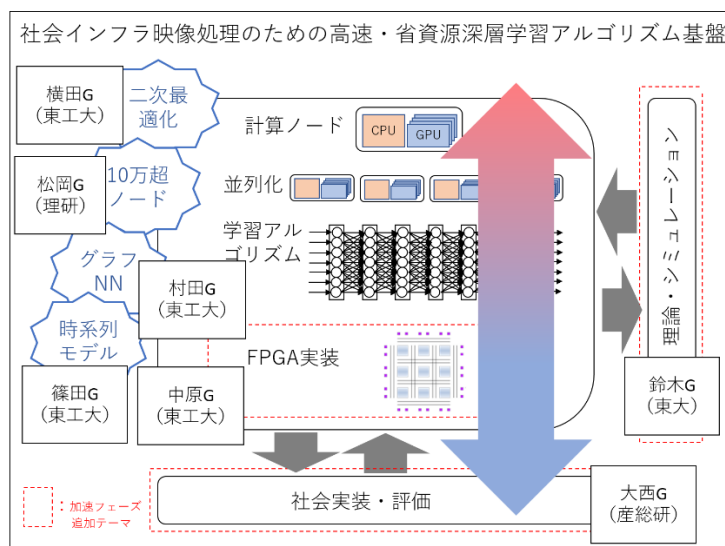 社会インフラ映像処理のための高速・省資源深層学習アルゴリズム基盤
横田G
(東工大)
二次最
適化
松岡G
(理研)
10万超
ノード
グラフ
NN
村田G
(東工大)
時系列
モデル
篠田G
(東工大)
中原G
(東工大)
計算ノード
CPU
GPU
並列化
学習アル
ゴリズム
FPGA実装
理論・シミュレーション
鈴木G
(東大)
社会実装・評価
大西G
(産総研)
:加速フェーズ
追加テーマ